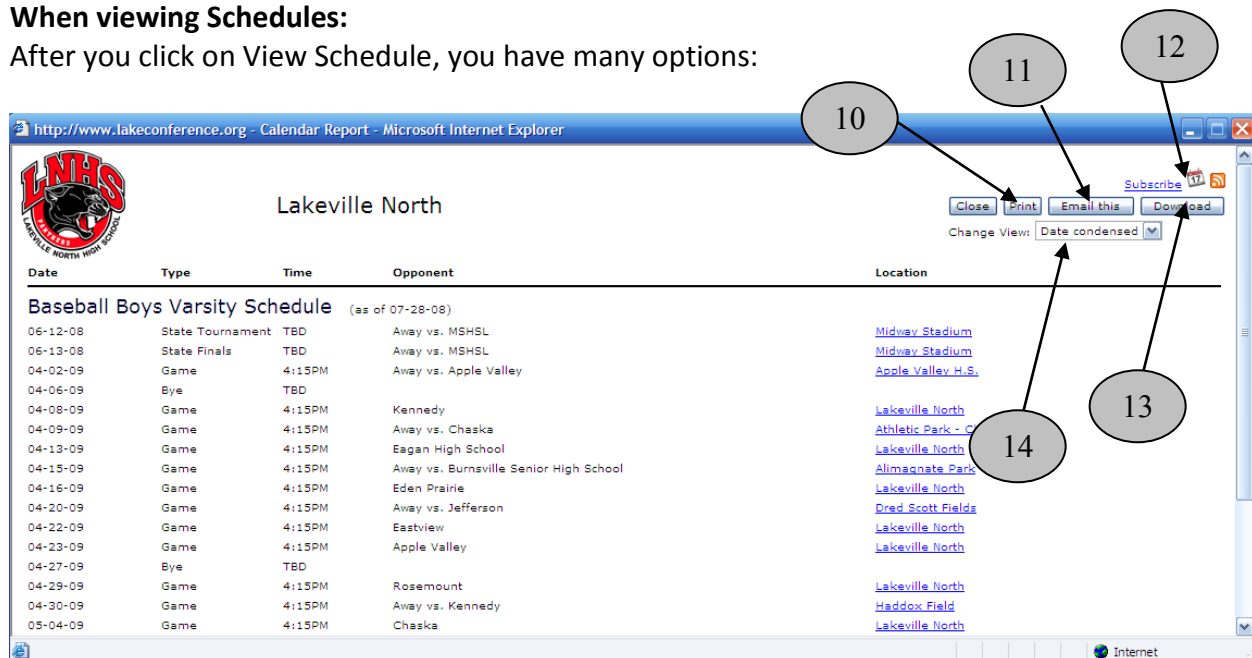 When viewing Schedules:
After you click on View Schedule, you have many options:
10
11
12
http://www.lakeconference.org - Calendar Report - Microsoft Internet Explorer
LNHS
PANTHERS
LAKEVILLE NORTH HIGH SCHOOL
Lakeville North
Subscribe 17
Close Print Email this Download
Change View: Date condensed
Date Type Time Opponent Location
Baseball Boys Varsity Schedule (as of 07-28-08)
06-12-08 State Tournament TBD Away vs. MSHSL Midway Stadium
06-13-08 State Finals TBD Away vs. MSHSL Midway Stadium
04-02-09 Game 4:15PM Away vs. Apple Valley Apple Valley H.S.
04-06-09 Bye TBD
04-08-09 Game 4:15PM Kennedy Lakeville North
04-09-09 Game 4:15PM Away vs. Chaska Athletic Park -
04-13-09 Game 4:15PM Eagan High School Lakeville North
04-15-09 Game 4:15PM Away vs. Burnsville Senior High School Alimagnate Park
04-16-09 Game 4:15PM Eden Prairie Lakeville North
04-20-09 Game 4:15PM Away vs. Jefferson Dred Scott Fields
04-22-09 Game 4:15PM Eastview Lakeville North
04-23-09 Game 4:15PM Apple Valley Lakeville North
04-27-09 Bye TBD
04-29-09 Game 4:15PM Rosemount Lakeville North
04-30-09 Game 4:15PM Away vs. Kennedy Haddox Field
05-04-09 Game 4:15PM Chaska Lakeville North
13
14
Internet